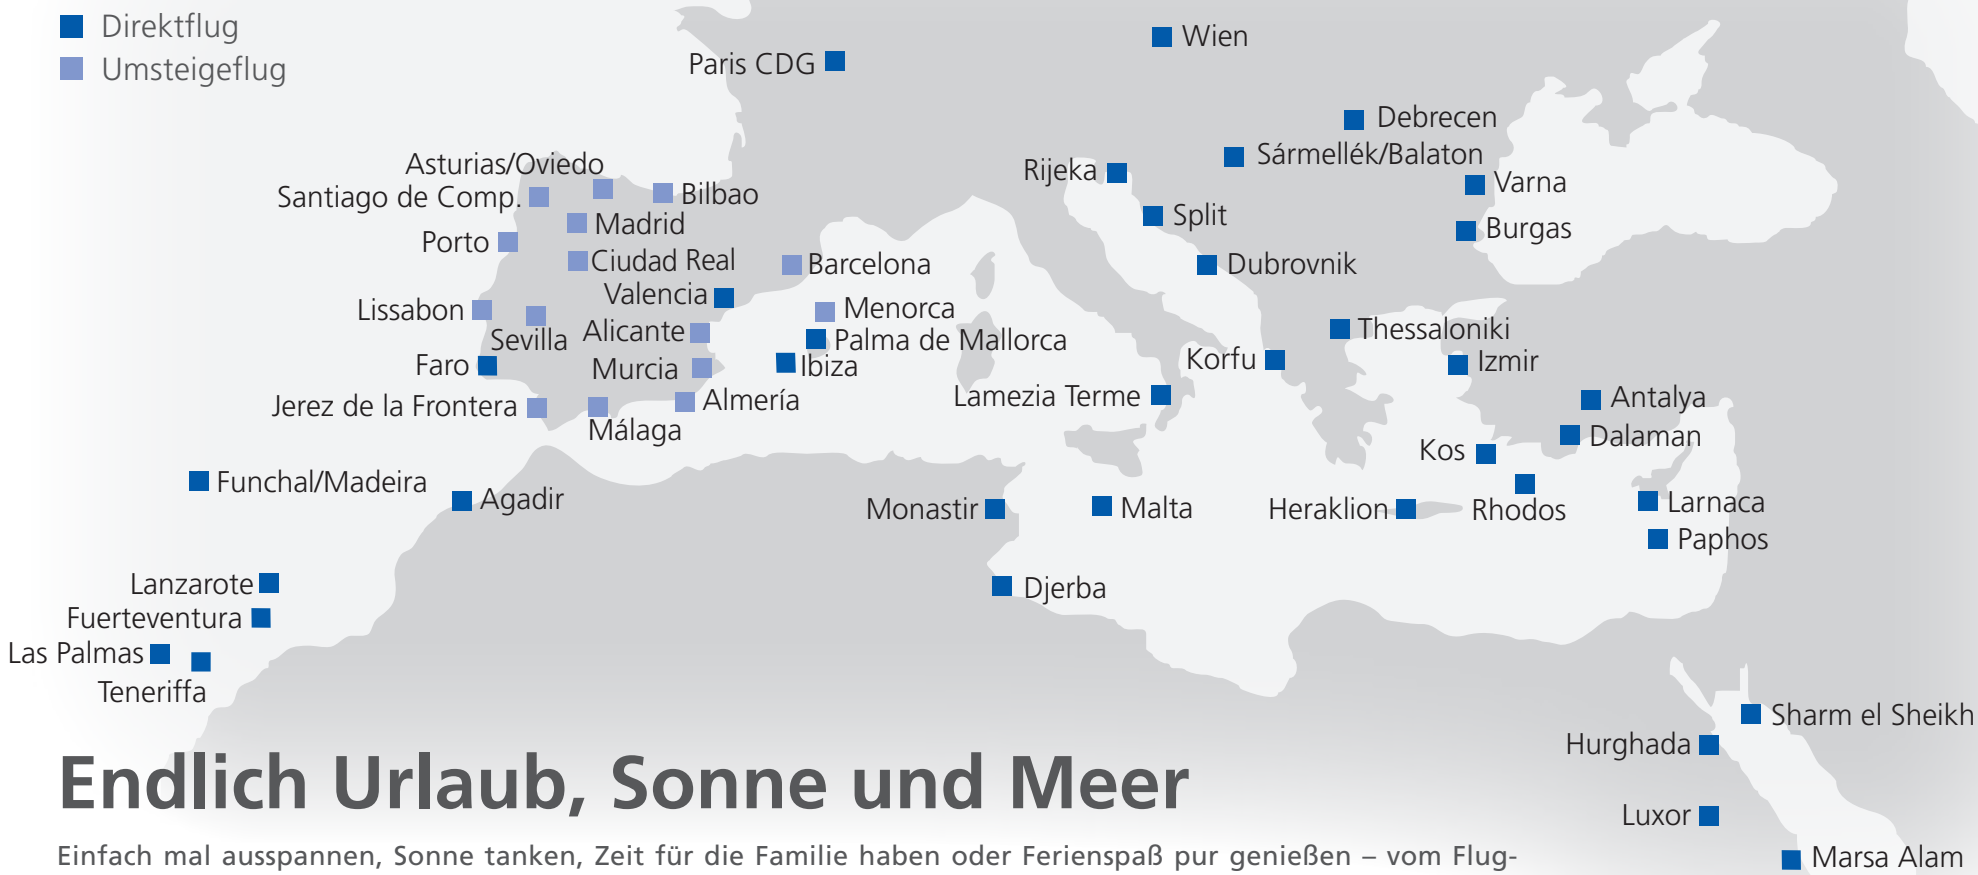 Direktflug
Umsteigeflug
Wien
Paris CDG
Debrecen
Sármellék/Balaton
Asturias/Oviedo
Rijeka
Varna
Santiago de Comp.
Bilbao
Split
Madrid
Burgas
Porto
Ciudad Real
Barcelona
Dubrovnik
Valencia
Menorca
Lissabon
Thessaloniki
Sevilla
Alicante
Palma de Mallorca
Korfu
Izmir
Faro
Murcia
Ibiza
Lamezia Terme
Antalya
Jerez de la Frontera
Almería
Málaga
Dalaman
Kos
Funchal/Madeira
Agadir
Monastir
Malta
Heraklion
Rhodos
Larnaca
Paphos
Lanzarote
Djerba
Fuerteventura
Las Palmas
Teneriffa
Sharm el Sheikh
Hurghada
Luxor
Marsa Alam
Endlich Urlaub, Sonne und Meer
Einfach mal ausspannen, Sonne tanken, Zeit für die Familie haben oder Ferienspaß pur genießen – vom Flug-